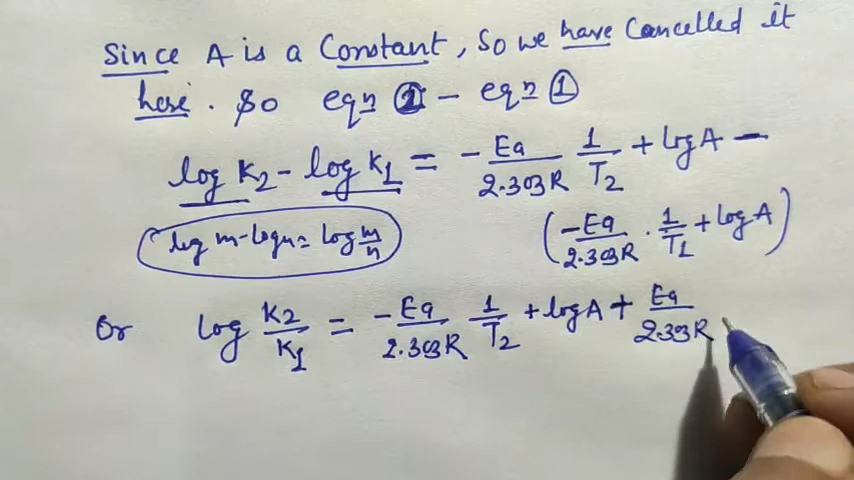 Since A is a Constant, So we have Cancelled it
here. So eqn ② - eqn ①
log K₂ - log K₁ = - Ea/2.303R 1/T₂ + log A -
(-Ea/2.303R · 1/T₁ + log A)
log m - log n = log m/n
Or log K₂/K₁ = - Ea/2.303R 1/T₂ + log A + Ea/2.303R